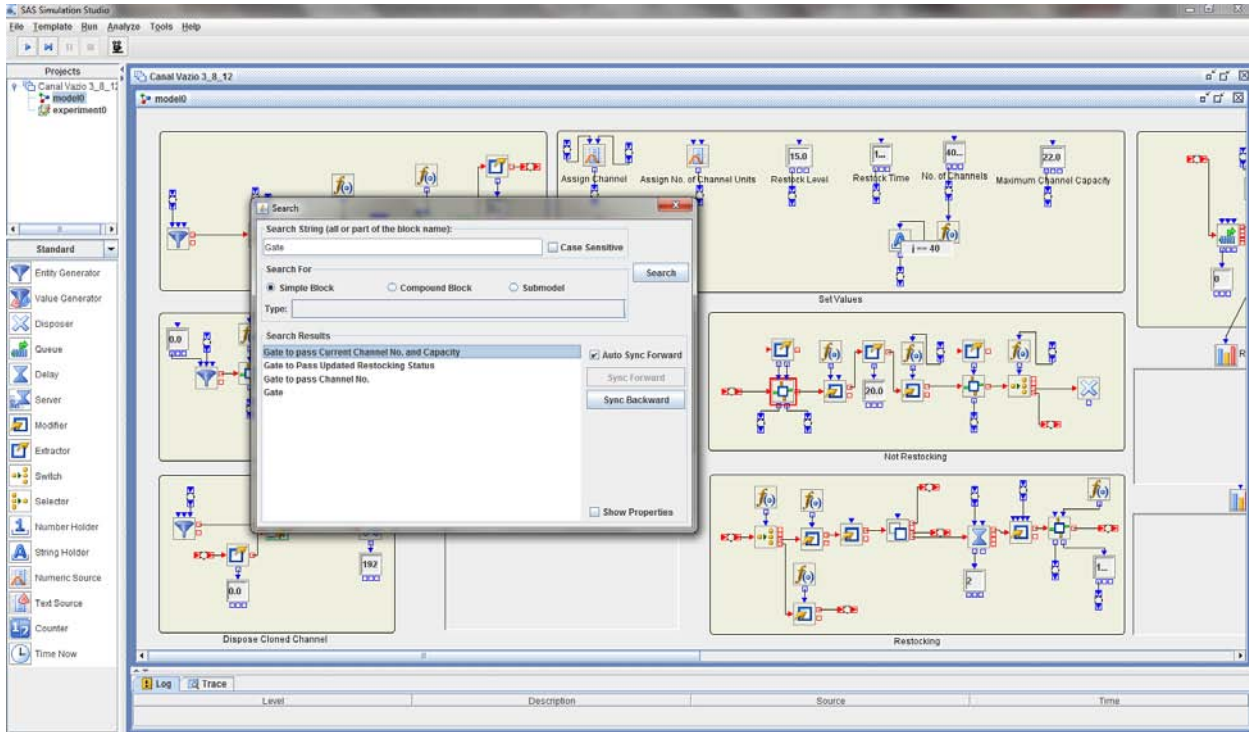 SAS Simulation Studio
File Template Run Analyze Tools Help
Projects
Canal Vazio 3_8_12
model0
experiment0
Standard
Entity Generator
Value Generator
Disposer
Queue
Delay
Server
Modifier
Extractor
Switch
Selector
Number Holder
String Holder
Numeric Source
Text Source
Counter
Time Now
Canal Vazio 3_8_12
model0
15.0
1...
40...
22.0
Assign Channel
Assign No. of Channel Units
Restock Level
Restock Time
No. of Channels
Maximum Channel Capacity
i == 40
Set Values
0
0.0
20.0
Not Restocking
2
1...
Restocking
192
0.0
Dispose Cloned Channel
Search
Search String (all or part of the block name):
Gate
Case Sensitive
Search For
Simple Block
Compound Block
Submodel
Search
Type:
Search Results
Gate to pass Current Channel No. and Capacity
Gate to Pass Updated Restocking Status
Gate to pass Channel No.
Gate
Auto Sync Forward
Sync Forward
Sync Backward
Show Properties
Log
Trace
Level
Description
Source
Time